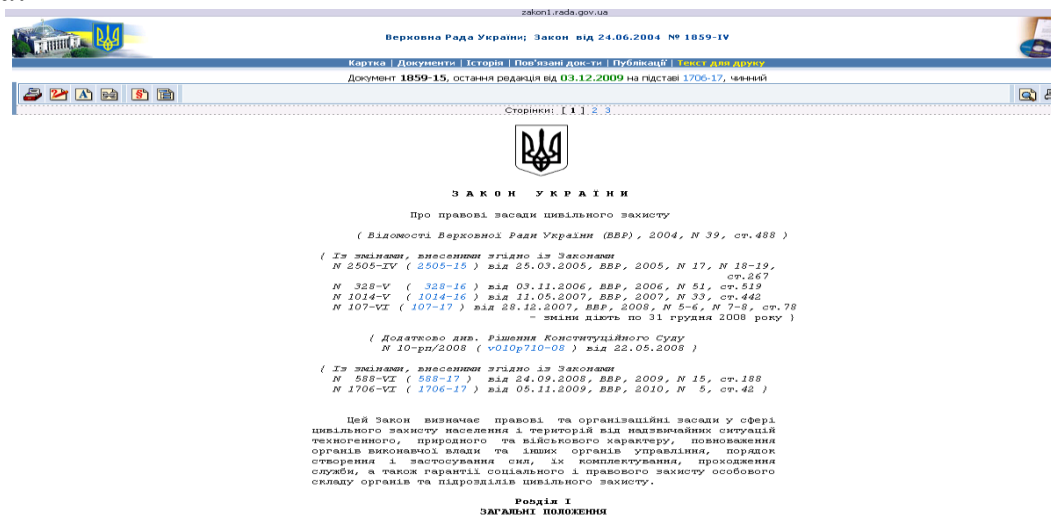 zakon1.rada.gov.ua
Верховна Рада України; Закон від 24.06.2004 № 1859-IV
Картка | Документи | Історія | Пов'язані док-ти | Публікації | Текст для друку
Документ 1859-15, остання редакція від 03.12.2009 на підставі 1706-17, чинний
Сторінки: [ 1 ] 2 3
З А К О Н У К Р А Ї Н И
Про правові засади цивільного захисту
( Відомості Верховної Ради України (ВВР), 2004, N 39, ст.488 )
( Із змінами, внесеними згідно із Законами
N 2505-IV ( 2505-15 ) від 25.03.2005, ВВР, 2005, N 17, N 18-19,
ст.267
N 328-V ( 328-16 ) від 03.11.2006, ВВР, 2006, N 51, ст.519
N 1014-V ( 1014-16 ) від 11.05.2007, ВВР, 2007, N 33, ст.442
N 107-VI ( 107-17 ) від 28.12.2007, ВВР, 2008, N 5-6, N 7-8, ст.78
- зміни діють по 31 грудня 2008 року )
( Додатково див. Рішення Конституційного Суду
N 10-рп/2008 ( v010p710-08 ) від 22.05.2008 )
( Із змінами, внесеними згідно із Законами
N 588-VI ( 588-17 ) від 24.09.2008, ВВР, 2009, N 15, ст.188
N 1706-VI ( 1706-17 ) від 05.11.2009, ВВР, 2010, N 5, ст.42 )
Цей Закон визначає правові та організаційні засади у сфері
цивільного захисту населення і територій від надзвичайних ситуацій
техногенного, природного та військового характеру, повноваження
органів виконавчої влади та інших органів управління, порядок
створення і застосування сил, їх комплектування, проходження
служби, а також гарантії соціального і правового захисту особового
складу органів та підрозділів цивільного захисту.
Розділ I
ЗАГАЛЬНІ ПОЛОЖЕННЯ